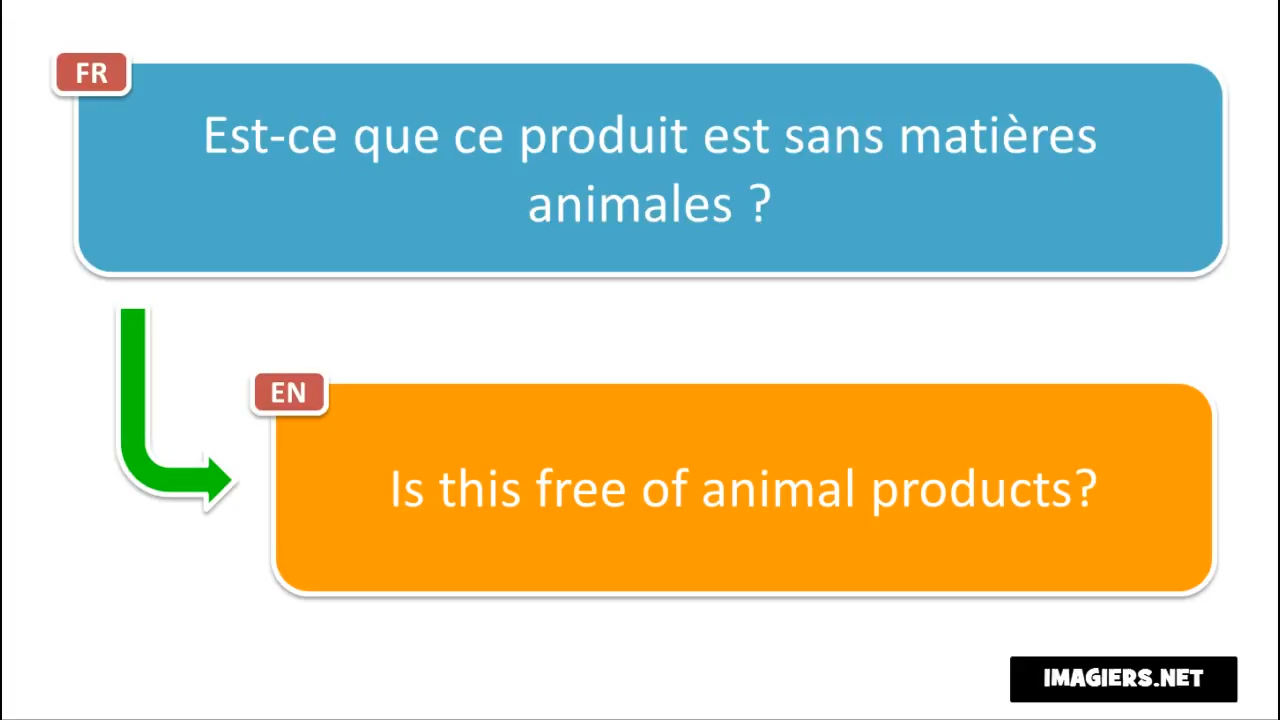 FR
Est-ce que ce produit est sans matières
animales ?
EN
Is this free of animal products?
IMAGIERS.NET